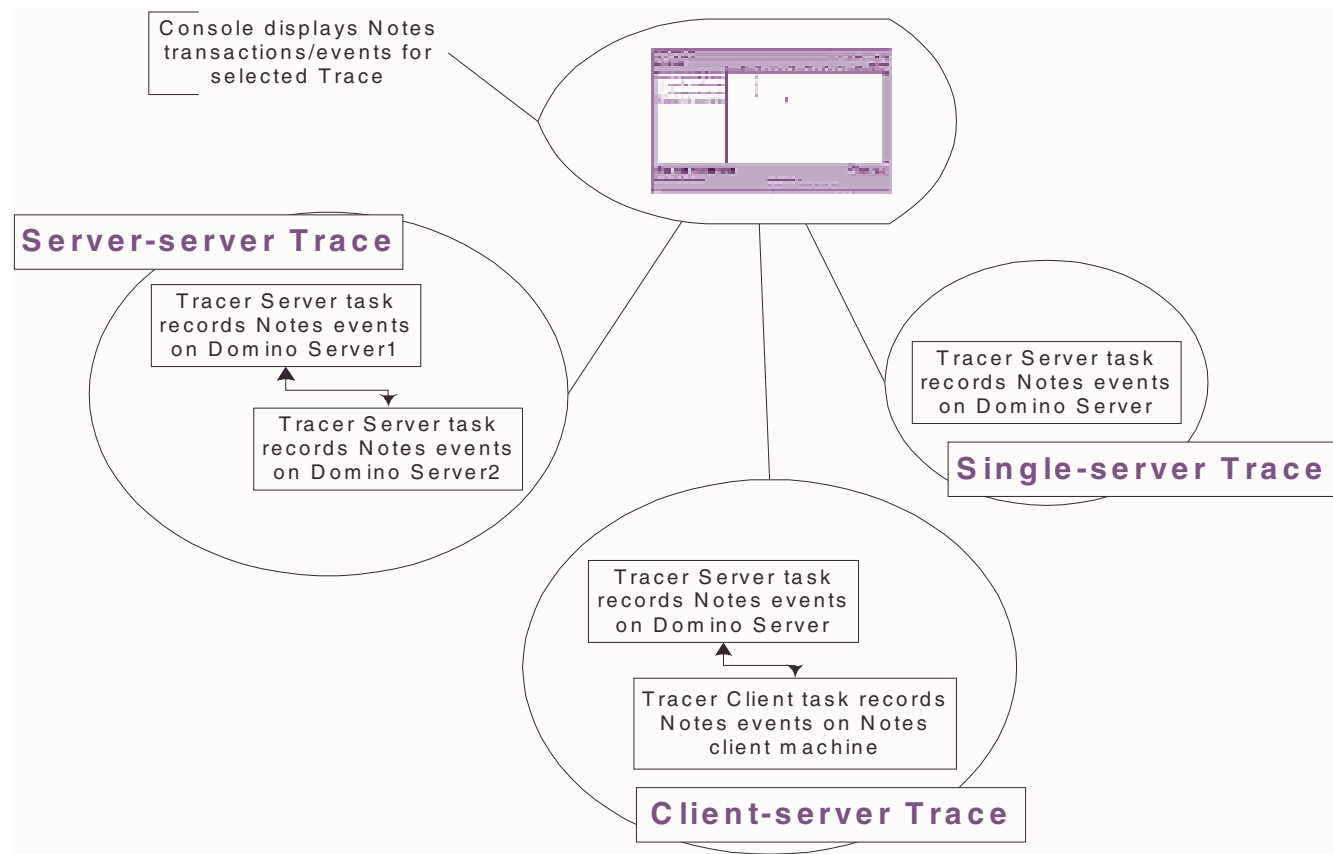 Console displays Notes
transactions/events for
selected Trace
Server-server Trace
Tracer Server task
records Notes events
on Domino Server1
Tracer Server task
records Notes events
on Domino Server2
Tracer Server task
records Notes events
on Domino Server
Single-server Trace
Tracer Server task
records Notes events
on Domino Server
Tracer Client task records
Notes events on Notes
client machine
Client-server Trace